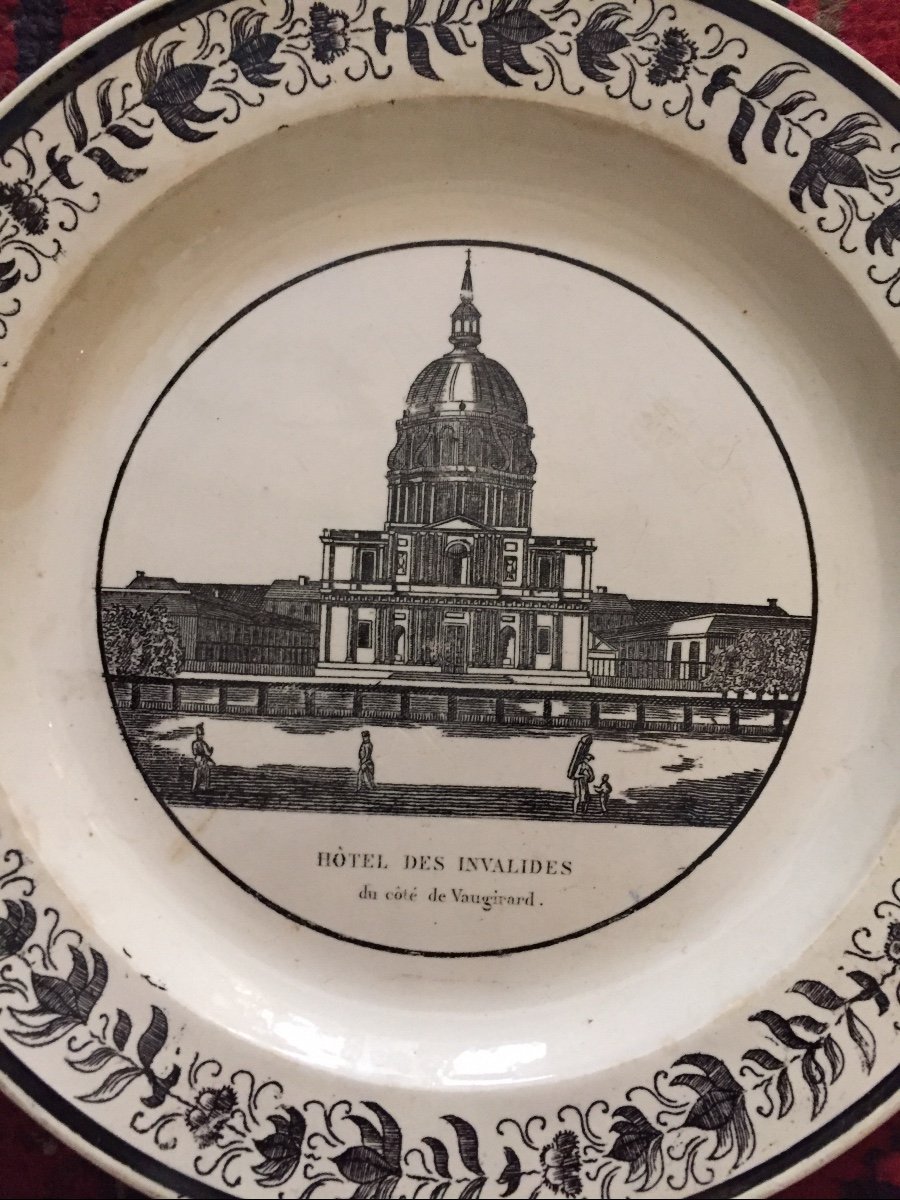 HÔTEL DES INVALIDES
du côté de Vaugirard.